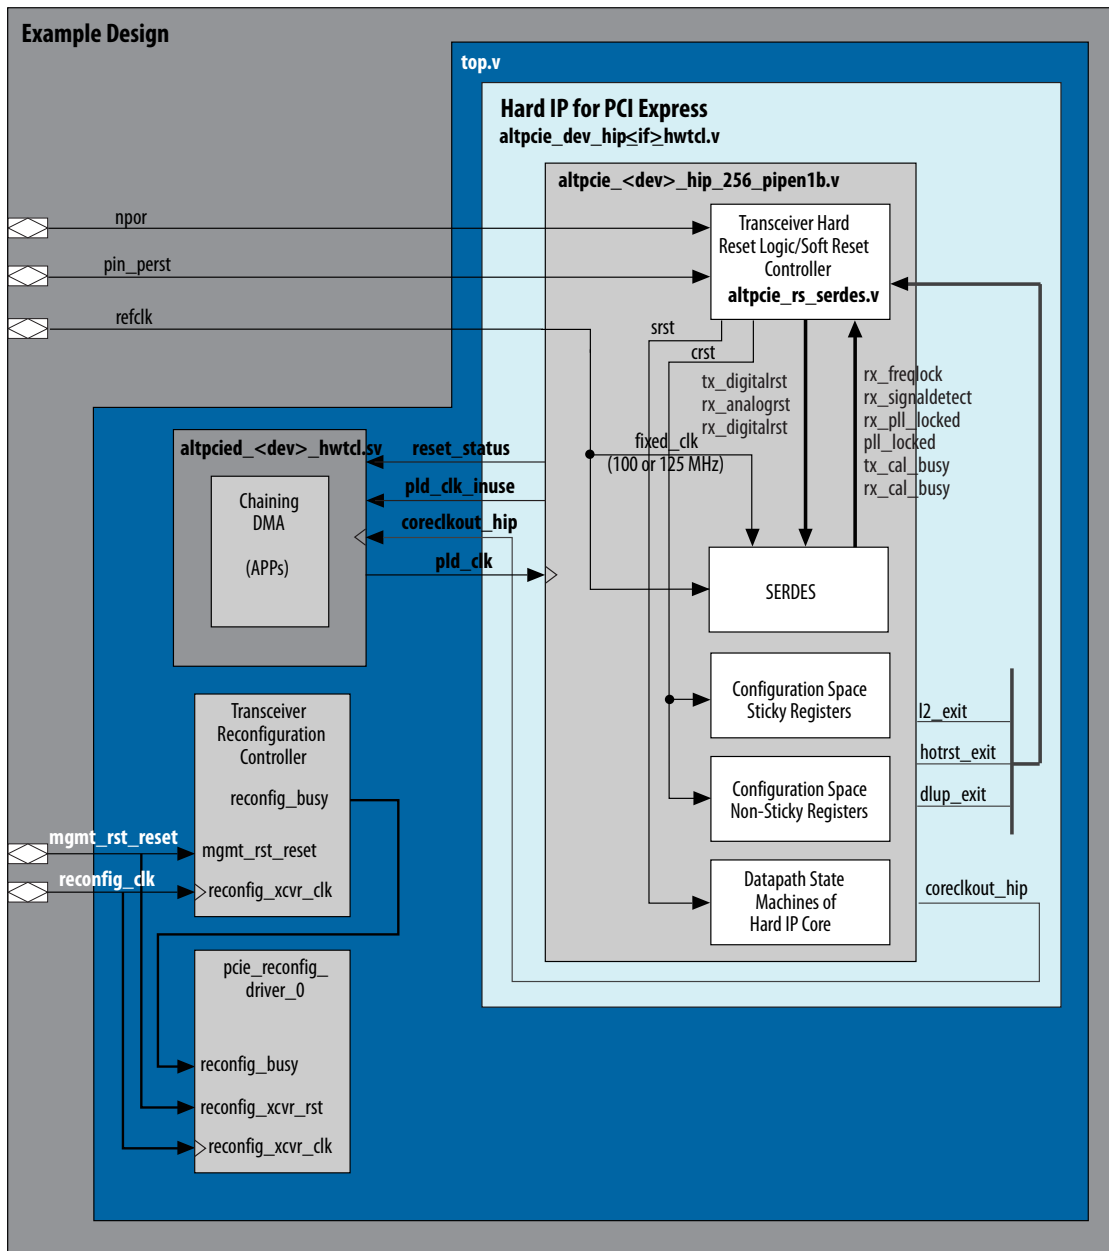 Example Design
top.v
Hard IP for PCI Express
altpcie_dev_hip<if>hwtcl.v
altpcie_<dev>_hip_256_pipen1b.v
npor
pin_perst
refclk
Transceiver Hard
Reset Logic/Soft Reset
Controller
altpcie_rs_serdes.v
srst
crst
tx_digitalrst
rx_analogrst
rx_digitalrst
rx_freqlock
rx_signaldetect
rx_pll_locked
pll_locked
tx_cal_busy
rx_cal_busy
fixed_clk
(100 or 125 MHz)
altpcied_<dev>_hwtcl.sv
Chaining
DMA
(APPs)
reset_status
pld_clk_inuse
coreclkout_hip
pld_clk
SERDES
Configuration Space
Sticky Registers
Configuration Space
Non-Sticky Registers
Datapath State
Machines of
Hard IP Core
l2_exit
hotrst_exit
dlup_exit
coreclkout_hip
Transceiver
Reconfiguration
Controller
reconfig_busy
mgmt_rst_reset
reconfig_xcvr_clk
mgmt_rst_reset
reconfig_clk
pcie_reconfig_
driver_0
reconfig_busy
reconfig_xcvr_rst
reconfig_xcvr_clk